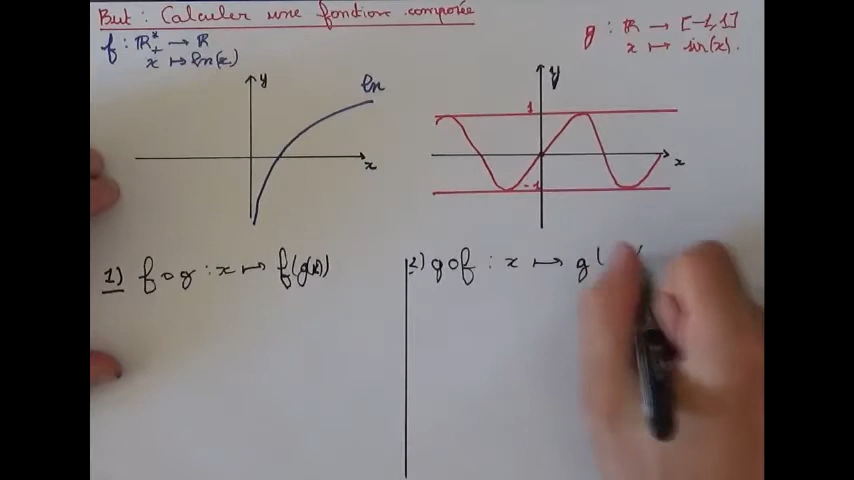 But : Calculer une fonction composée
f : ℝ*₊ → ℝ
x ↦ ln(x)
g : ℝ → [-1,1]
x ↦ sin(x).
y
ln
x
y
1
x
-1
1) f o g : x ↦ f(g(x))
2) g o f : x ↦ g(